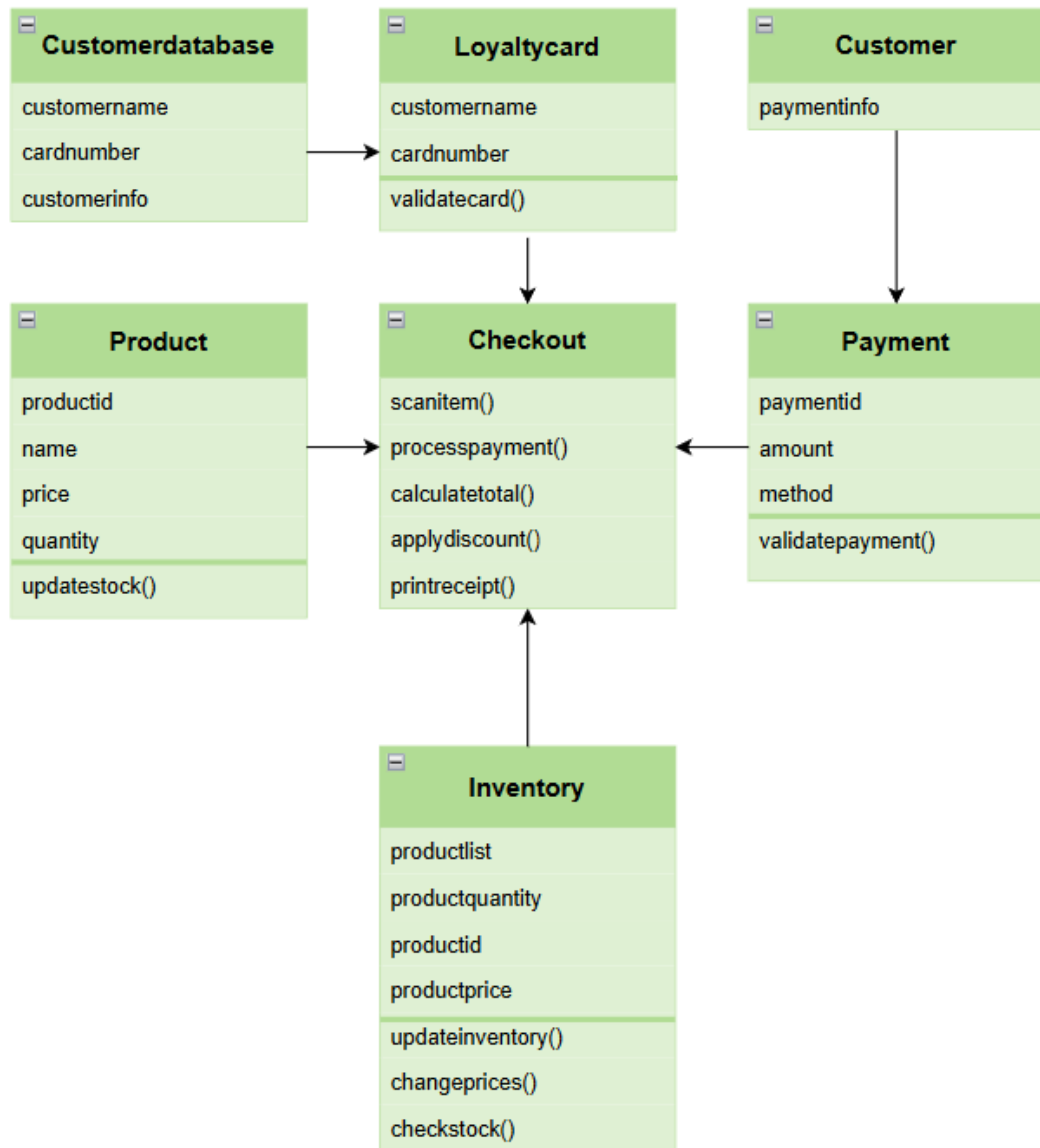 Customerdatabase
customername
cardnumber
customerinfo
Loyaltycard
customername
cardnumber
validatecard()
Customer
paymentinfo
Product
productid
name
price
quantity
updatestock()
Checkout
scanitem()
processpayment()
calculatetotal()
applydiscount()
printreceipt()
Payment
paymentid
amount
method
validatepayment()
Inventory
productlist
productquantity
productid
productprice
updateinventory()
changeprices()
checkstock()